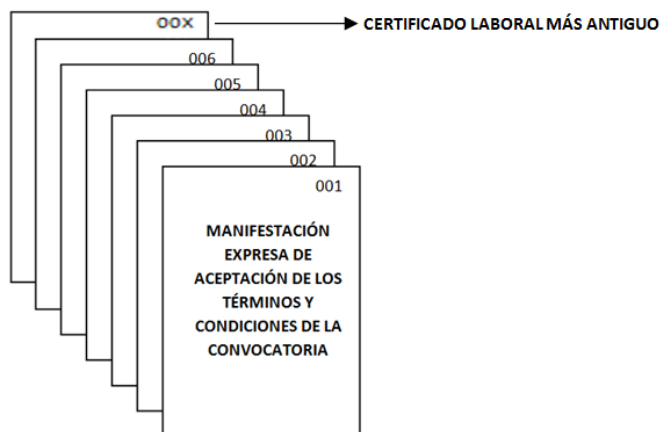 00X
CERTIFICADO LABORAL MÁS ANTIGUO
006
005
004
003
002
001
MANIFESTACIÓN
EXPRESA DE
ACEPTACIÓN DE LOS
TÉRMINOS Y
CONDICIONES DE LA
CONVOCATORIA